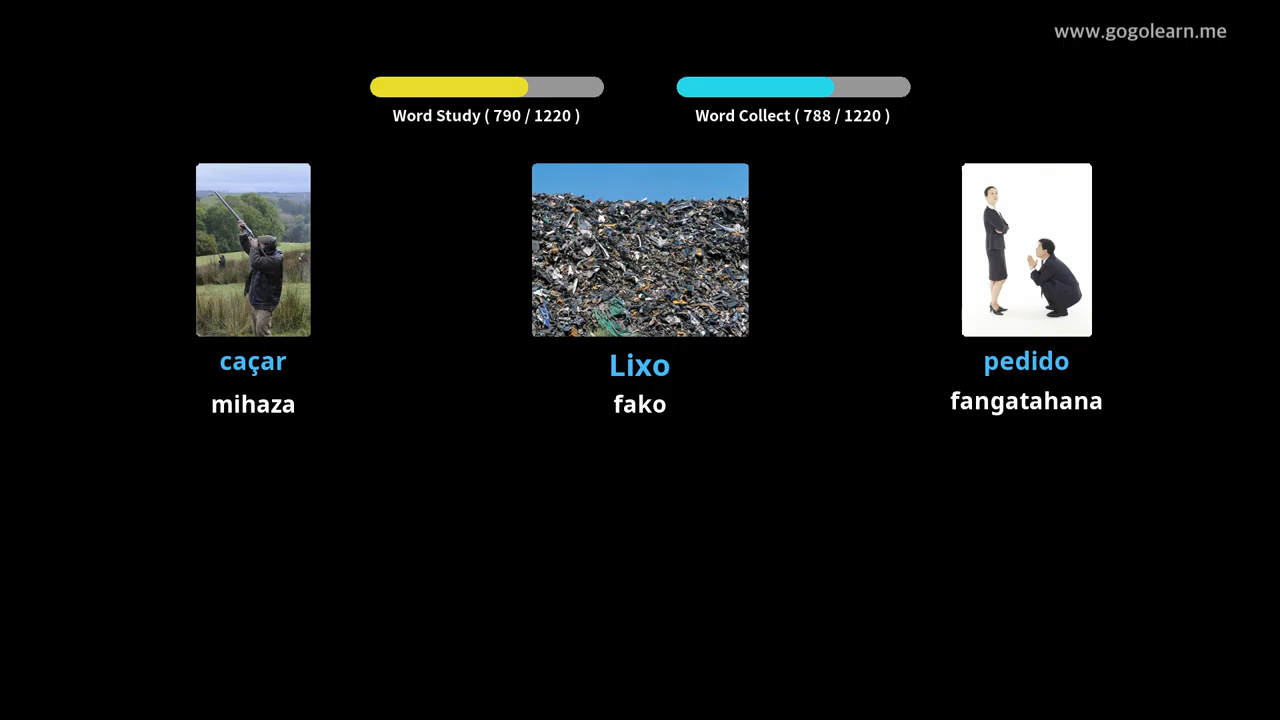 www.gogolearn.me
Word Study ( 790 / 1220 )
Word Collect ( 788 / 1220 )
caçar
mihaza
Lixo
fako
pedido
fangatahana